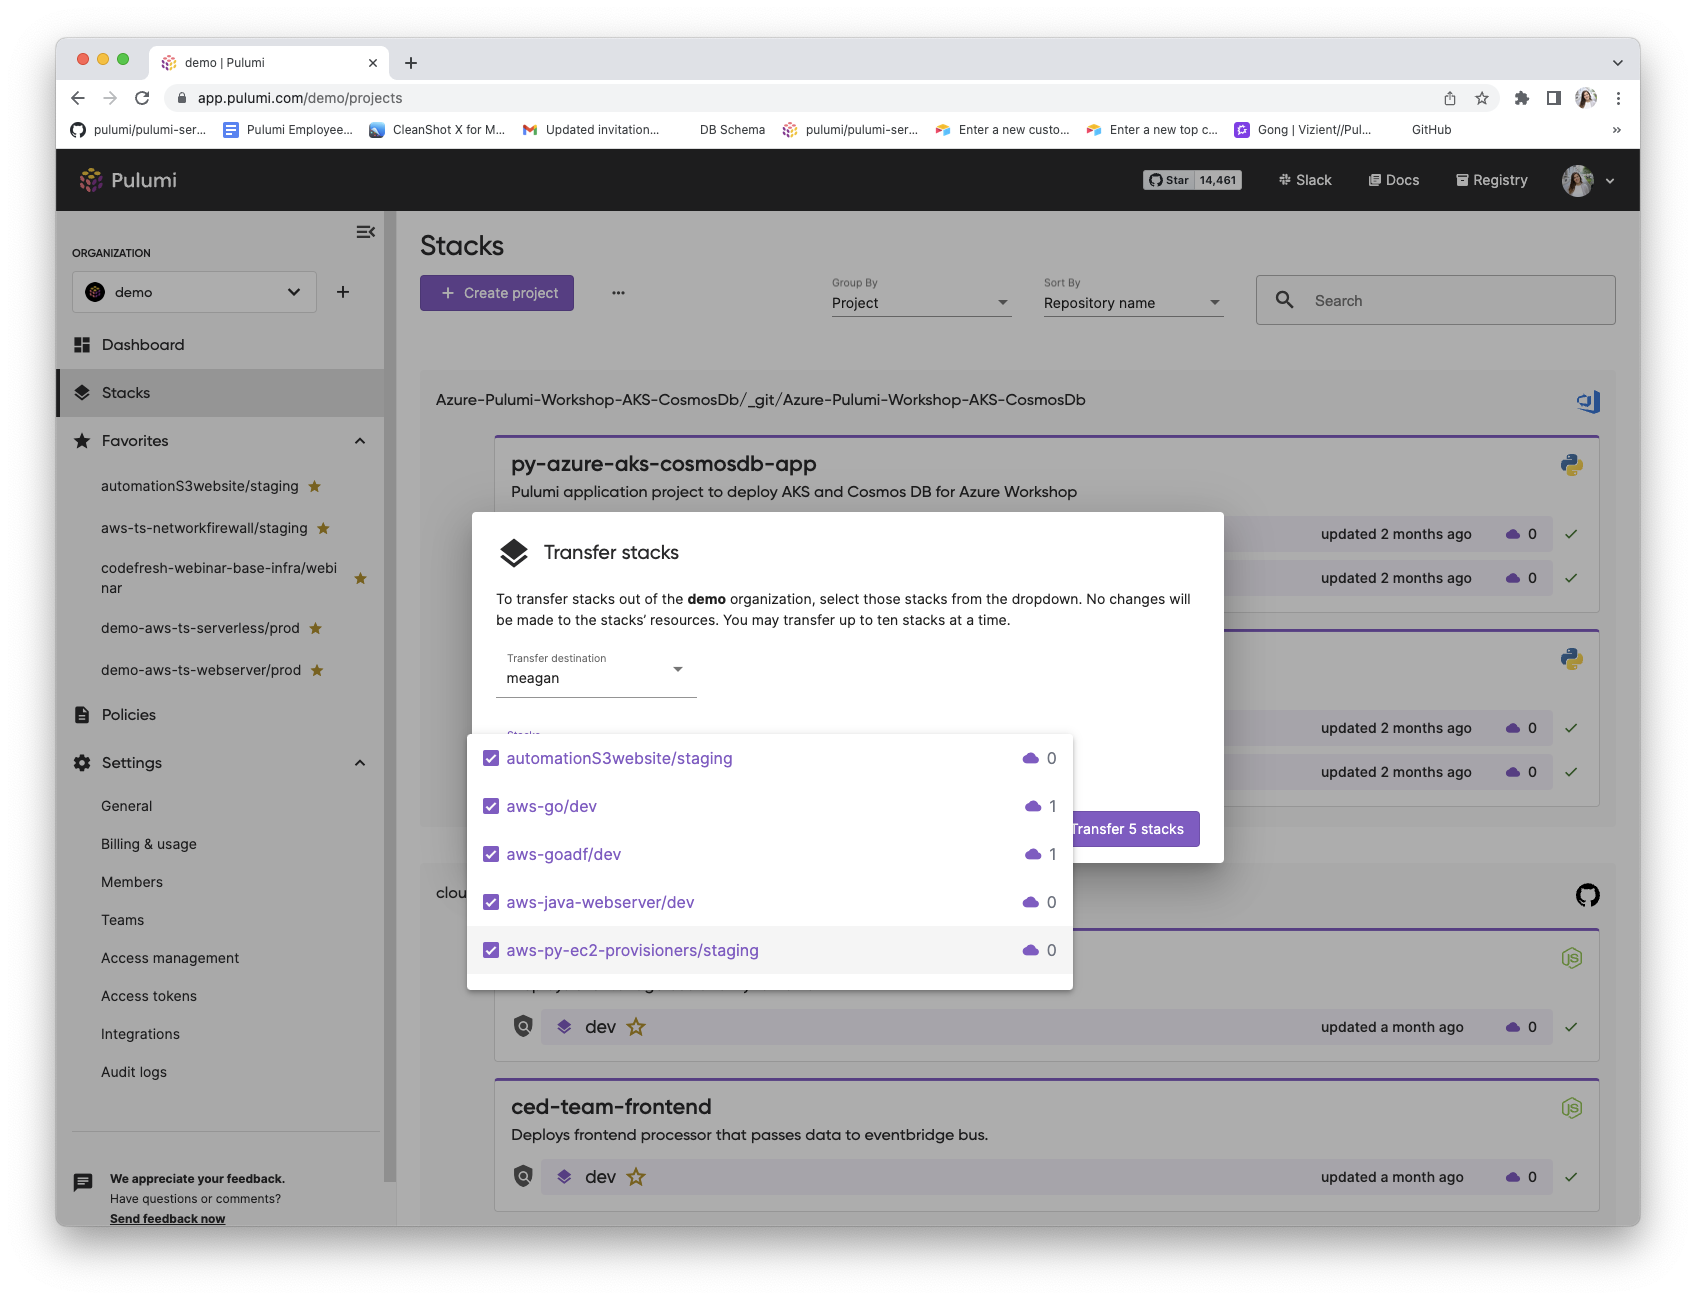 demo | Pulumi
app.pulumi.com/demo/projects
pulumi/pulumi-ser...
Pulumi Employee...
CleanShot X for M...
Updated invitation...
DB Schema
pulumi/pulumi-ser...
Enter a new custo...
Enter a new top c...
Gong | Vizient//Pul...
GitHub
»
Pulumi
Star 14,461
Slack
Docs
Registry
ORGANIZATION
demo
Dashboard
Stacks
Favorites
automationS3website/staging
aws-ts-networkfirewall/staging
codefresh-webinar-base-infra/webi
nar
demo-aws-ts-serverless/prod
demo-aws-ts-webserver/prod
Policies
Settings
General
Billing & usage
Members
Teams
Access management
Access tokens
Integrations
Audit logs
We appreciate your feedback.
Have questions or comments?
Send feedback now
Stacks
+ Create project
...
Group By
Project
Sort By
Repository name
Search
Azure-Pulumi-Workshop-AKS-CosmosDb/_git/Azure-Pulumi-Workshop-AKS-CosmosDb
py-azure-aks-cosmosdb-app
Pulumi application project to deploy AKS and Cosmos DB for Azure Workshop
updated 2 months ago 0
updated 2 months ago 0
updated 2 months ago 0
updated 2 months ago 0
Transfer stacks
To transfer stacks out of the demo organization, select those stacks from the dropdown. No changes will
be made to the stacks’ resources. You may transfer up to ten stacks at a time.
Transfer destination
meagan
Stacks
automationS3website/staging 0
aws-go/dev 1
aws-goadf/dev 1
aws-java-webserver/dev 0
aws-py-ec2-provisioners/staging 0
Transfer 5 stacks
clou
JS
dev updated a month ago 0
ced-team-frontend
JS
Deploys frontend processor that passes data to eventbridge bus.
dev updated a month ago 0